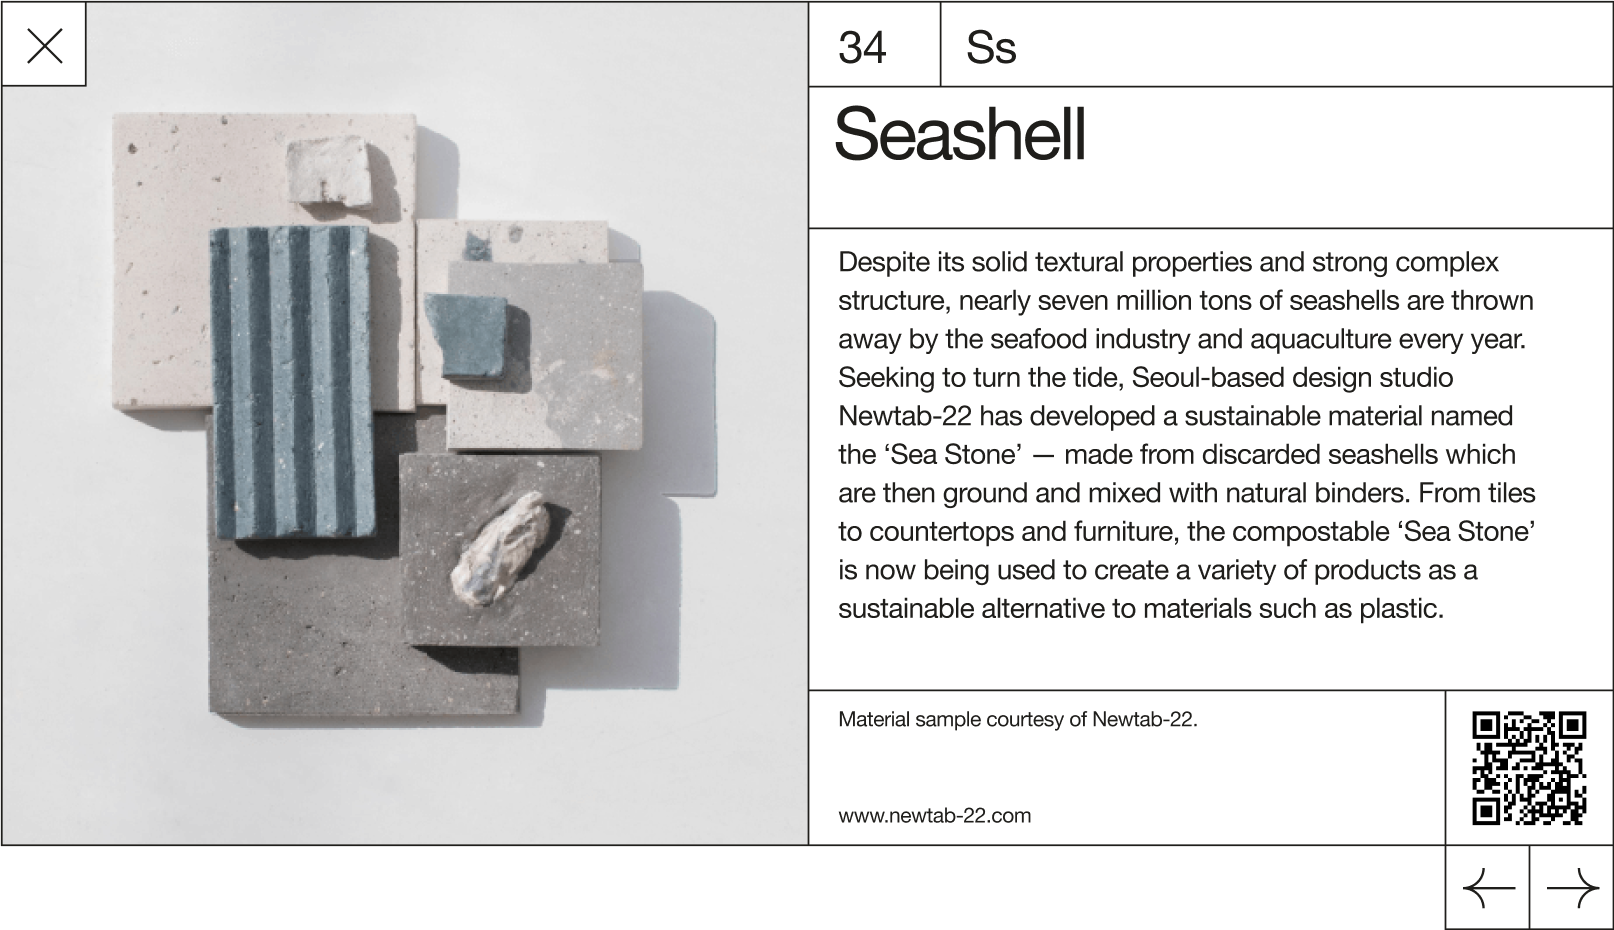 34
Ss
Seashell
Despite its solid textural properties and strong complex
structure, nearly seven million tons of seashells are thrown
away by the seafood industry and aquaculture every year.
Seeking to turn the tide, Seoul-based design studio
Newtab-22 has developed a sustainable material named
the ‘Sea Stone’ — made from discarded seashells which
are then ground and mixed with natural binders. From tiles
to countertops and furniture, the compostable ‘Sea Stone’
is now being used to create a variety of products as a
sustainable alternative to materials such as plastic.
Material sample courtesy of Newtab-22.
www.newtab-22.com